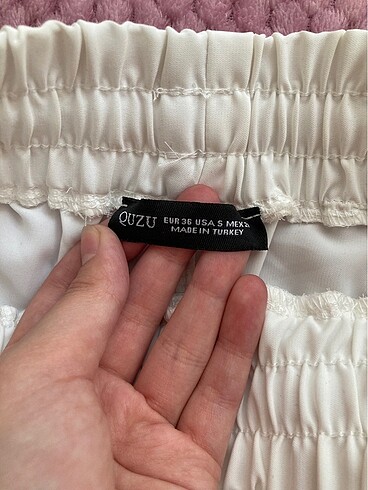 QUZU EUR 36 USA S MEX S
MADE IN TURKEY